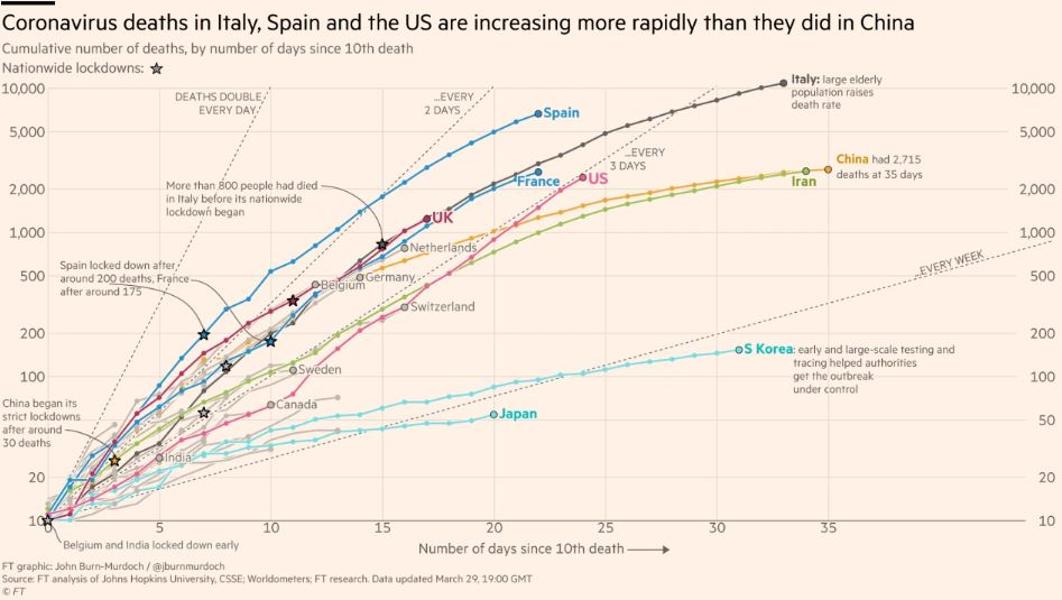 Coronavirus deaths in Italy, Spain and the US are increasing more rapidly than they did in China
Cumulative number of deaths, by number of days since 10th death
Nationwide lockdowns:
10,000
5,000
2,000
1,000
500
200
100
50
20
10
DEATHS DOUBLE
EVERY DAY
...EVERY
2 DAYS
...EVERY
3 DAYS
...EVERY WEEK
Italy: large elderly
population raises
death rate
10,000
5,000
2,000
1,000
500
200
100
50
20
10
Spain
France
US
China had 2,715
deaths at 35 days
Iran
More than 800 people had died
in Italy before its nationwide
lockdown began
UK
Netherlands
Germany
Belgium
Switzerland
Spain locked down after
around 200 deaths, France
after around 175
S Korea: early and large-scale testing and
tracing helped authorities
get the outbreak
under control
Sweden
Canada
Japan
India
China began its
strict lockdowns
after around
30 deaths
0
5
10
15
20
25
30
35
Belgium and India locked down early
Number of days since 10th death
FT graphic: John Burn-Murdoch / @jburnmurdoch
Source: FT analysis of Johns Hopkins University, CSSE; Worldometers; FT research. Data updated March 29, 19:00 GMT
© FT